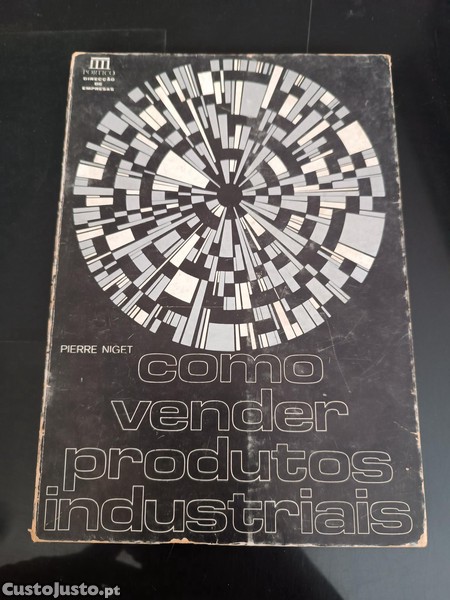 PÓRTICO
DIRECÇÃO
DE
EMPRESAS
PIERRE NIGET
como
vender
produtos
industriais
CustoJusto.pt